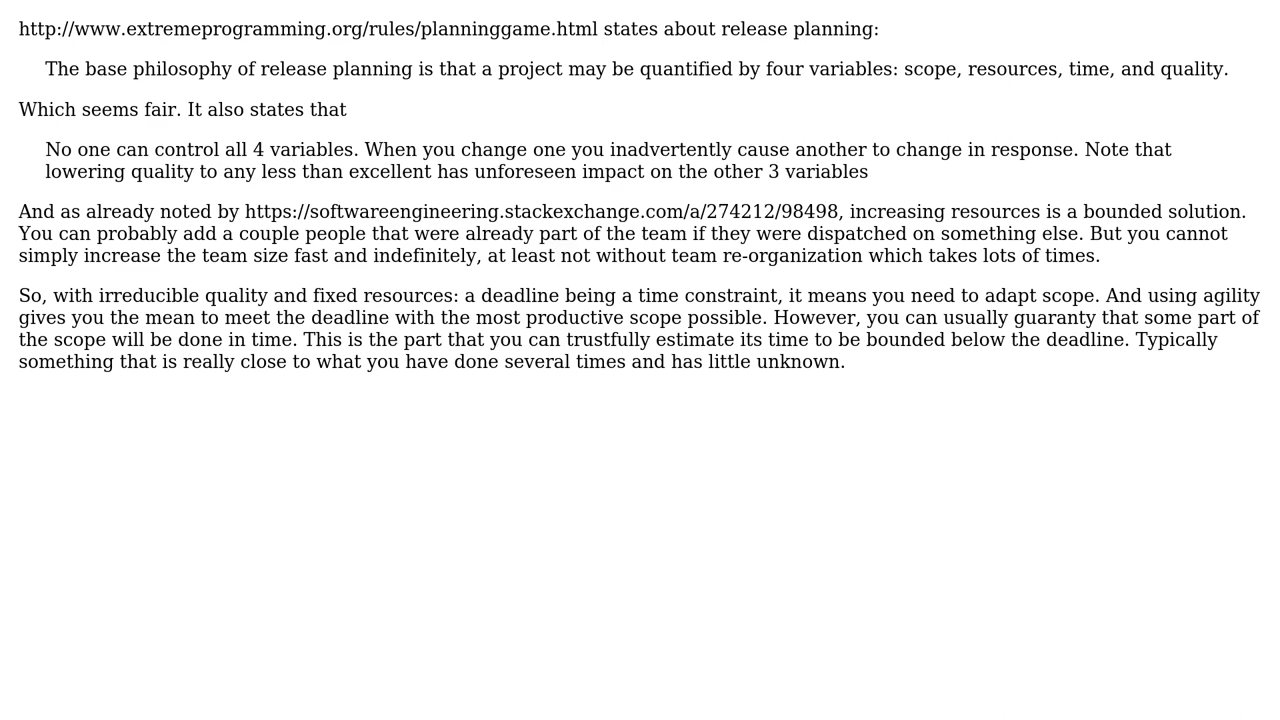 http://www.extremeprogramming.org/rules/planninggame.html states about release planning:
The base philosophy of release planning is that a project may be quantified by four variables: scope, resources, time, and quality.
Which seems fair. It also states that
No one can control all 4 variables. When you change one you inadvertently cause another to change in response. Note that
lowering quality to any less than excellent has unforeseen impact on the other 3 variables
And as already noted by https://softwareengineering.stackexchange.com/a/274212/98498, increasing resources is a bounded solution.
You can probably add a couple people that were already part of the team if they were dispatched on something else. But you cannot
simply increase the team size fast and indefinitely, at least not without team re-organization which takes lots of times.
So, with irreducible quality and fixed resources: a deadline being a time constraint, it means you need to adapt scope. And using agility
gives you the mean to meet the deadline with the most productive scope possible. However, you can usually guaranty that some part of
the scope will be done in time. This is the part that you can trustfully estimate its time to be bounded below the deadline. Typically
something that is really close to what you have done several times and has little unknown.